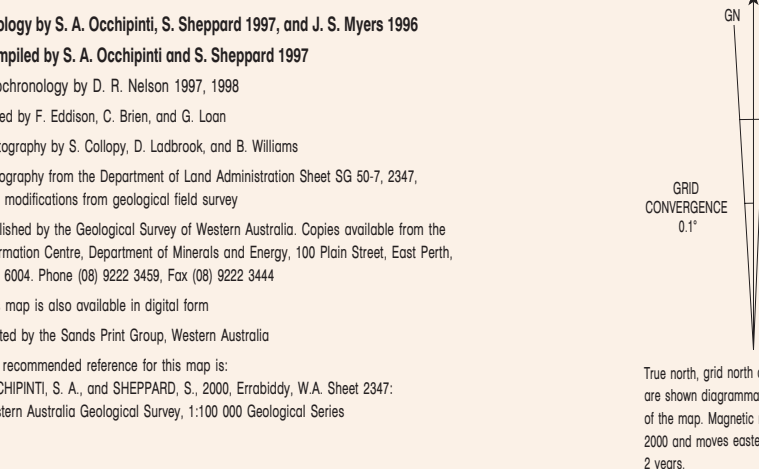 ology by S. A. Occhipinti, S. Sheppard 1997, and J. S. Myers 1996
mpiled by S. A. Occhipinti and S. Sheppard 1997
ochronology by D. R. Nelson 1997, 1998
ed by F. Eddison, C. Brien, and G. Loan
tography by S. Collopy, D. Ladbrook, and B. Williams
ography from the Department of Land Administration Sheet SG 50-7, 2347,
modifications from geological field survey
lished by the Geological Survey of Western Australia. Copies available from the
rmation Centre, Department of Minerals and Energy, 100 Plain Street, East Perth,
6004. Phone (08) 9222 3459, Fax (08) 9222 3444
map is also available in digital form
ted by the Sands Print Group, Western Australia
recommended reference for this map is:
CHIPINTI, S. A., and SHEPPARD, S., 2000, Errabiddy, W.A. Sheet 2347:
stern Australia Geological Survey, 1:100 000 Geological Series
GN
GRID
CONVERGENCE
0.1°
True north, grid north
are shown diagramma
of the map. Magnetic
2000 and moves easte
2 years.